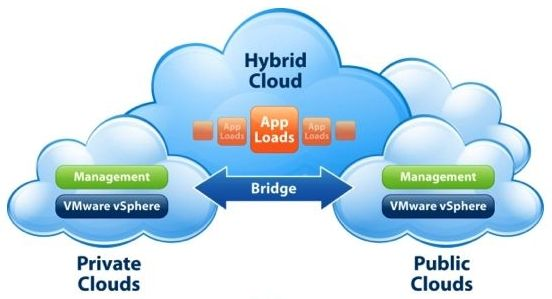 Hybrid
Cloud
App
Loads
App
Loads
App
Loads
Management
VMware vSphere
Bridge
Management
VMware vSphere
Private
Clouds
Public
Clouds